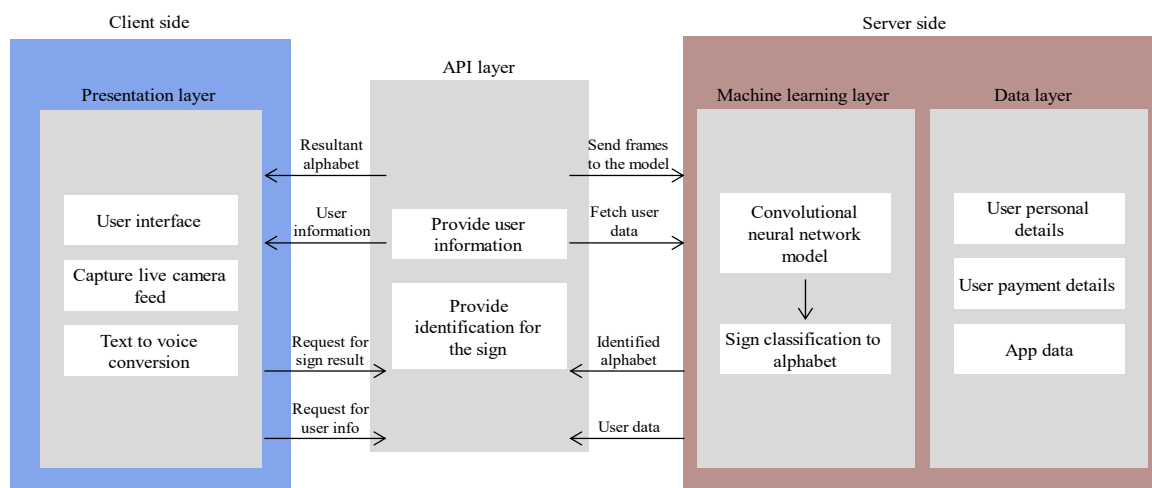 Client side
Server side
API layer
Presentation layer
Machine learning layer
Data layer
Resultant
alphabet
Send frames
to the model
User interface
User
information
Provide user
information
Fetch user
data
Convolutional
neural network
model
User personal
details
Capture live camera
feed
User payment details
Provide
identification for
the sign
Text to voice
conversion
Request for
sign result
Identified
alphabet
Sign classification to
alphabet
App data
Request for
user info
User data